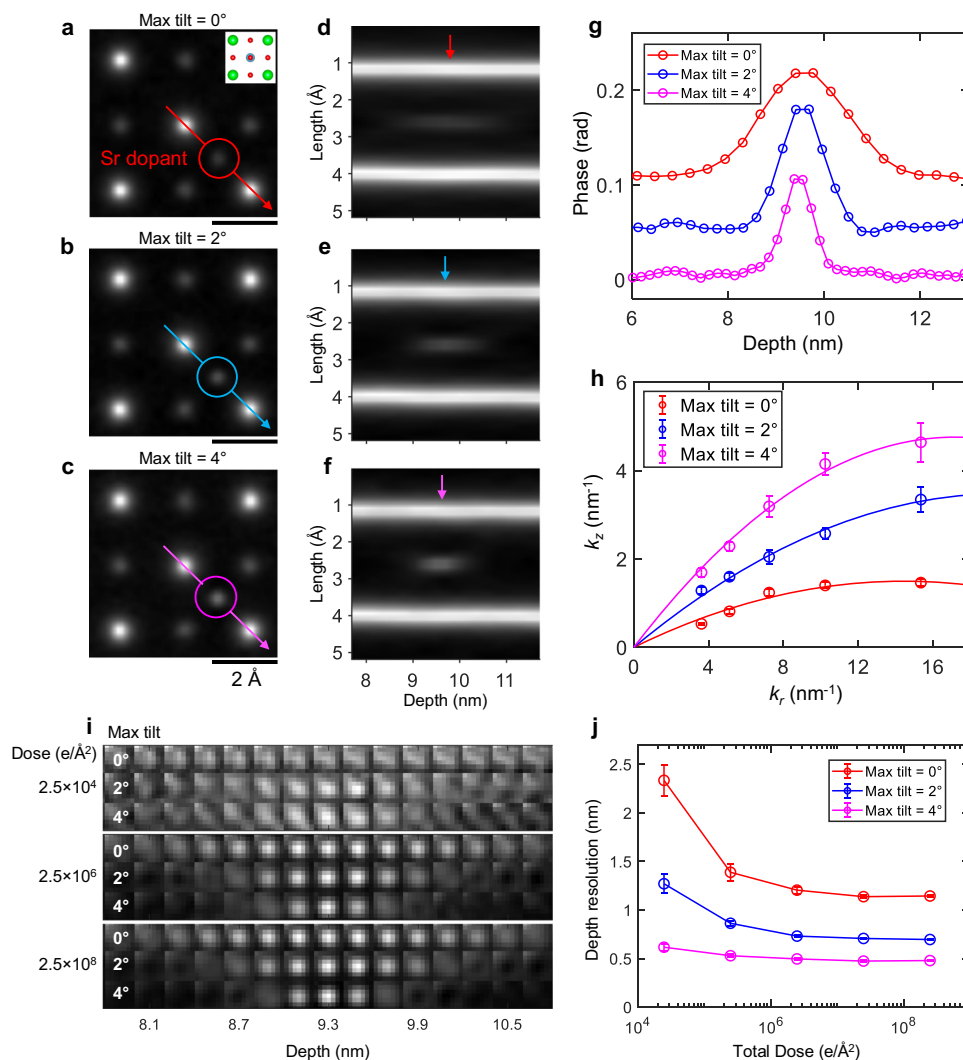 a
Max tilt = 0°
Sr dopant
b
Max tilt = 2°
c
Max tilt = 4°
2 Å
d
Length (Å)
1
2
3
4
5
e
Length (Å)
1
2
3
4
5
f
Length (Å)
1
2
3
4
5
8 9 10 11
Depth (nm)
g
Max tilt = 0°
Max tilt = 2°
Max tilt = 4°
Phase (rad)
0.2
0.1
0
6 8 10 12
Depth (nm)
h
Max tilt = 0°
Max tilt = 2°
Max tilt = 4°
kz (nm⁻¹)
6
4
2
0
0 4 8 12 16
kr (nm⁻¹)
i
Max tilt
Dose (e/Å²)
0°
2.5×10⁴ 2°
4°
0°
2.5×10⁶ 2°
4°
0°
2.5×10⁸ 2°
4°
8.1 8.7 9.3 9.9 10.5
Depth (nm)
j
Max tilt = 0°
Max tilt = 2°
Max tilt = 4°
Depth resolution (nm)
2.5
2
1.5
1
0.5
0
10⁴ 10⁶ 10⁸
Total Dose (e/Å²)